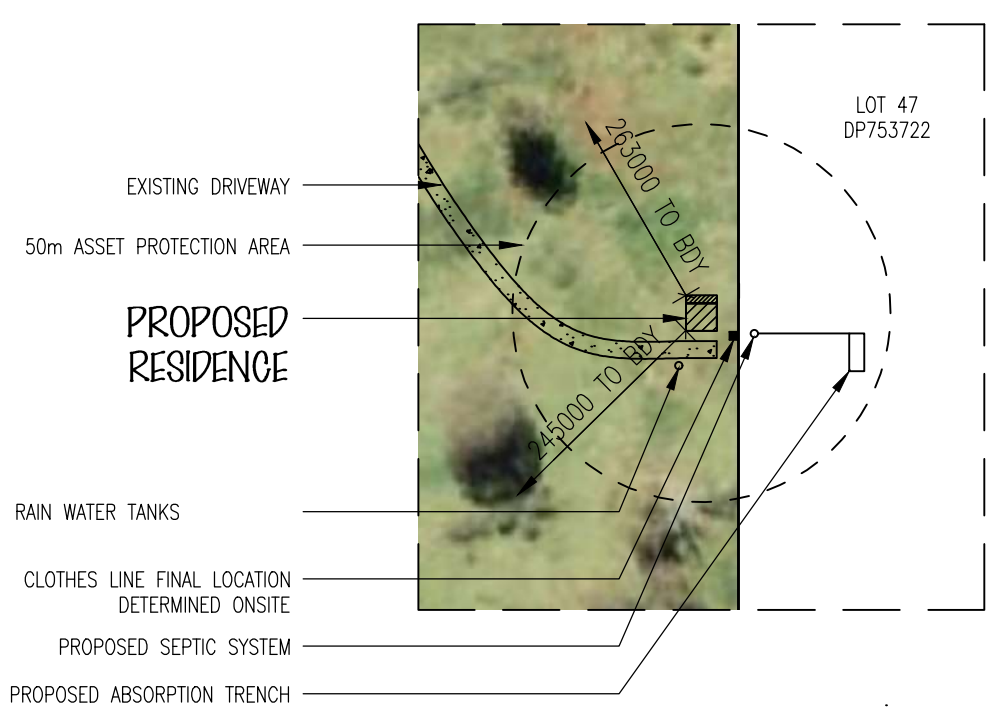 LOT 47
DP753722
263000 TO BDY
EXISTING DRIVEWAY
50m ASSET PROTECTION AREA
PROPOSED
RESIDENCE
245000 TO BDY
RAIN WATER TANKS
CLOTHES LINE FINAL LOCATION
DETERMINED ONSITE
PROPOSED SEPTIC SYSTEM
PROPOSED ABSORPTION TRENCH